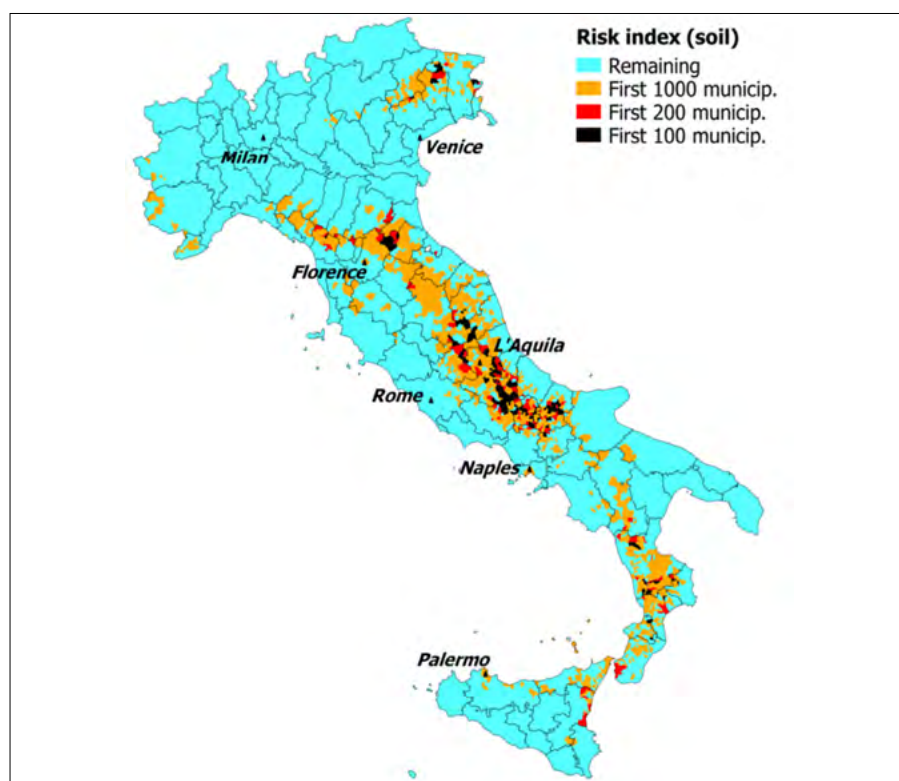 Risk index (soil)
Remaining
First 1000 municip.
First 200 municip.
First 100 municip.
Venice
Milan
Florence
L'Aquila
Rome
Naples
Palermo